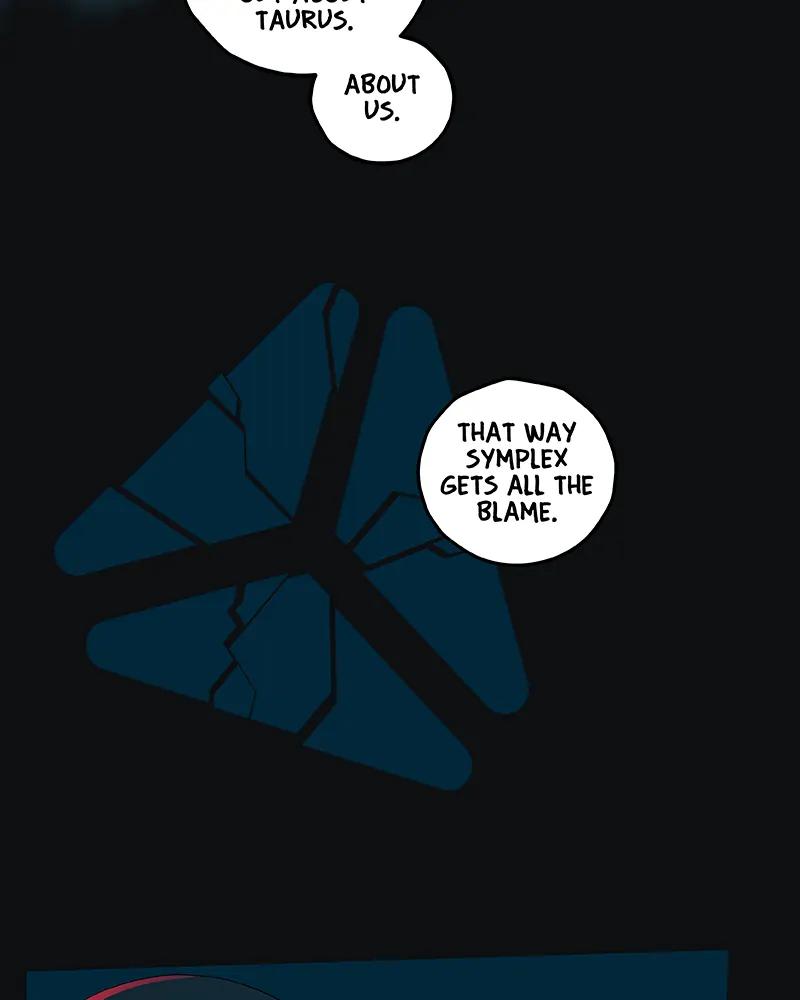 TAURUS.
ABOUT
US.
THAT WAY
SYMPLEX
GETS ALL THE
BLAME.